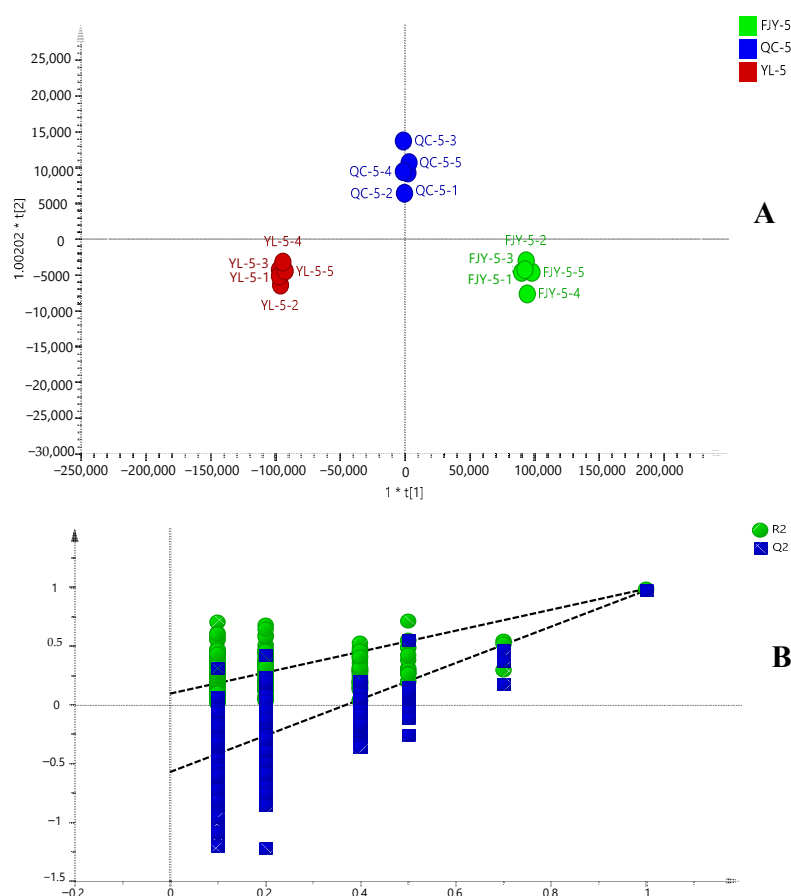 FJY-5
QC-5
YL-5
25,000
20,000
15,000
10,000
5000
0
−5000
−10,000
−15,000
−20,000
−25,000
−30,000
1.00202 * t[2]
QC-5-3
QC-5-5
QC-5-4
QC-5-2
QC-5-1
YL-5-4
YL-5-3
YL-5-5
YL-5-1
YL-5-2
FJY-5-2
FJY-5-3
FJY-5-5
FJY-5-1
FJY-5-4
A
−250,000 −200,000 −150,000 −100,000 −50,000 0 50,000 100,000 150,000 200,000
1 * t[1]
R2
Q2
1
0.5
0
−0.5
−1
−1.5
B
−0.2 0 0.2 0.4 0.6 0.8 1